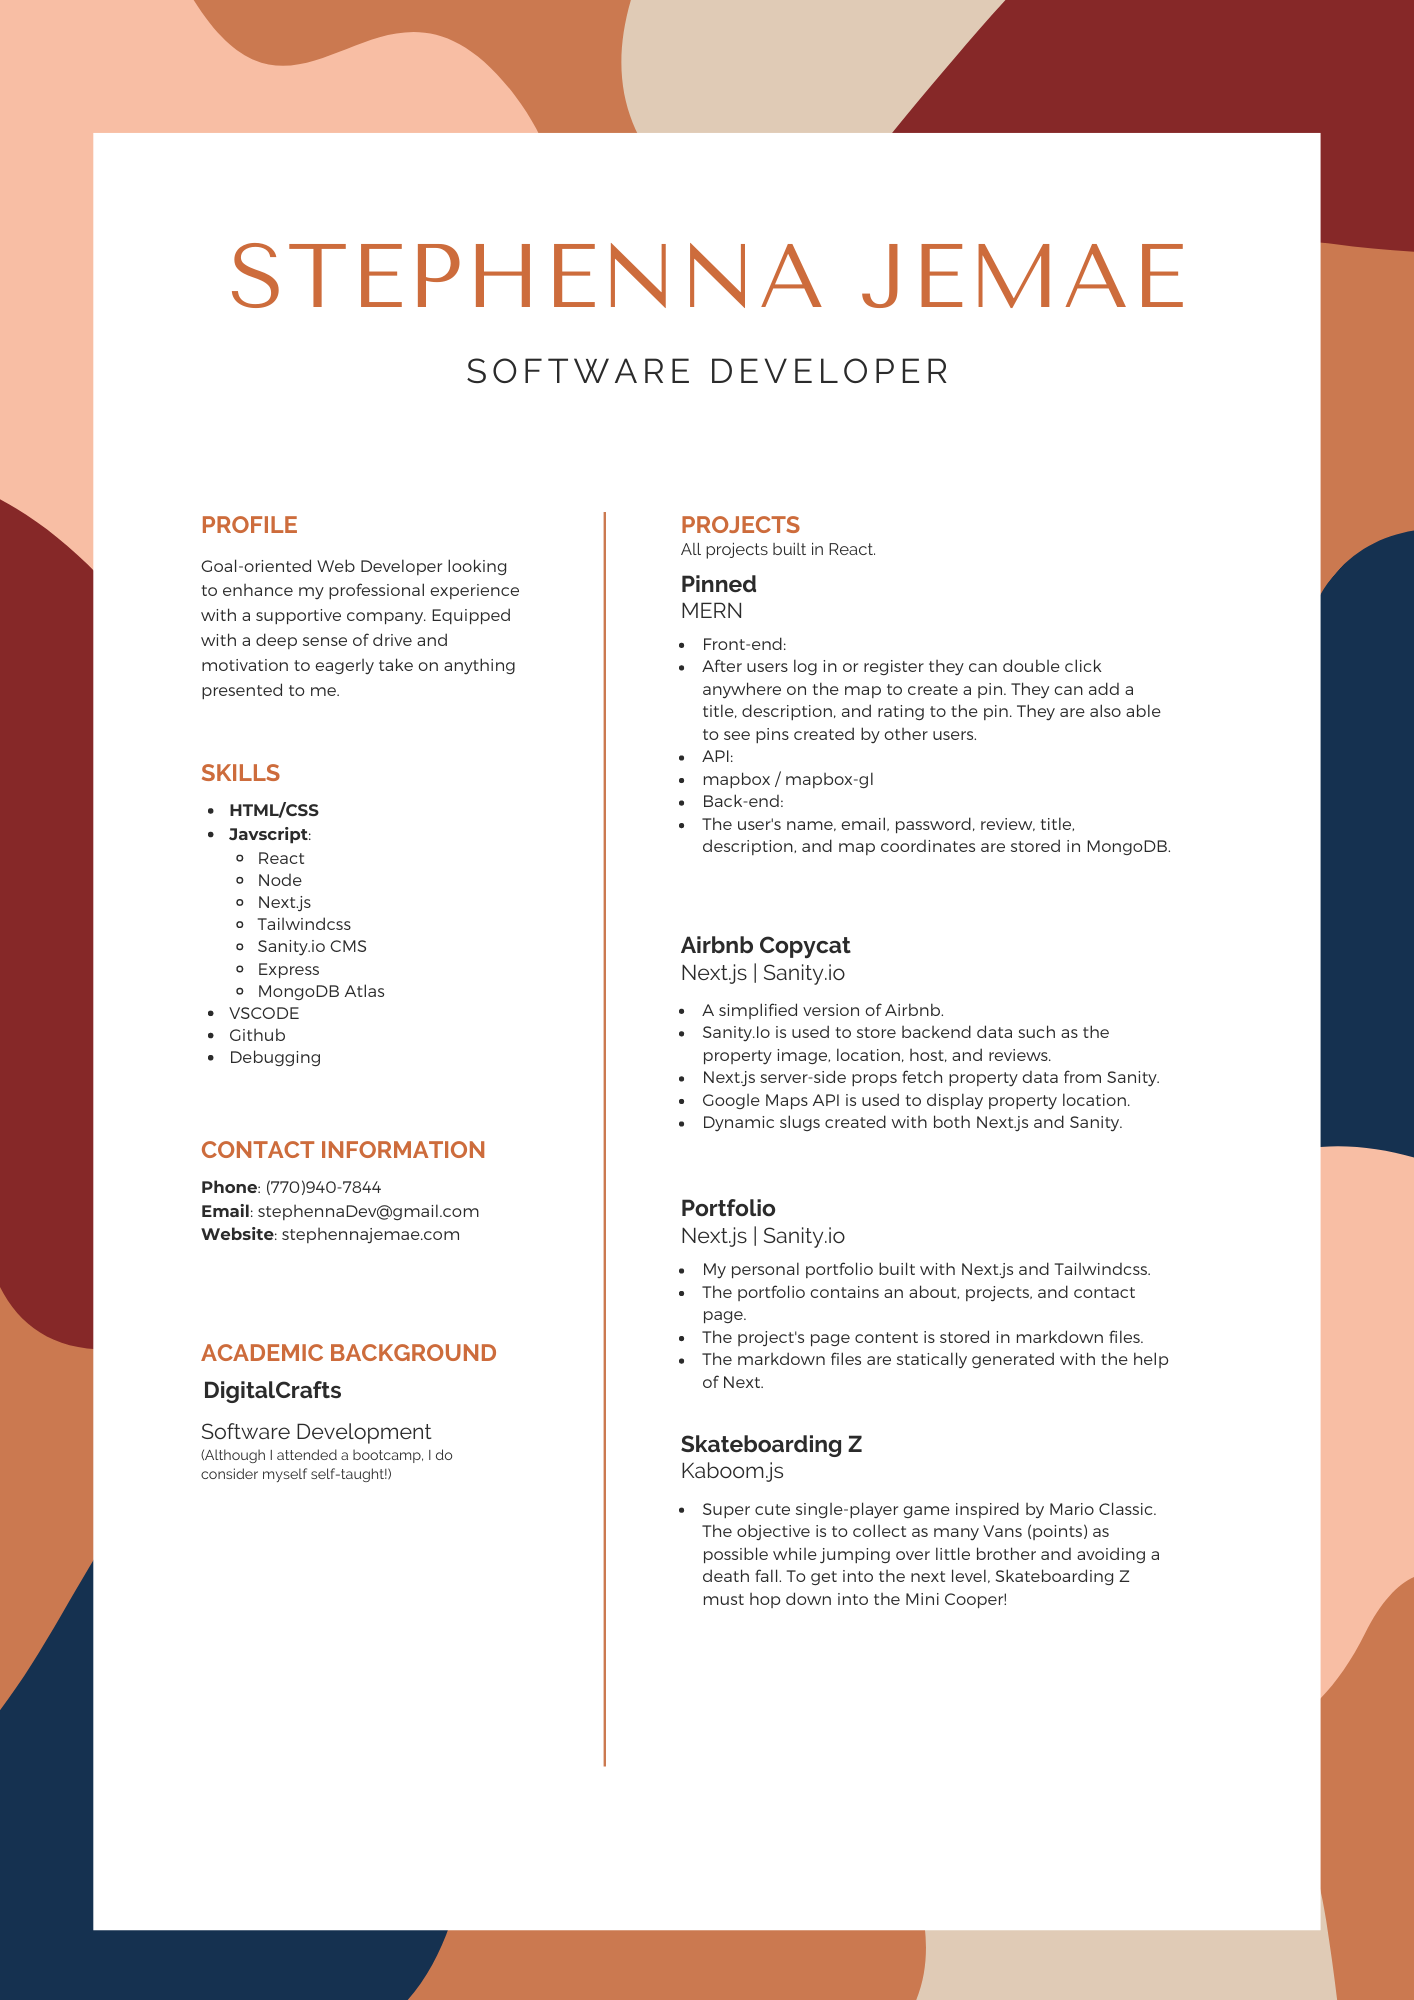 STEPHENNA JEMAE
SOFTWARE DEVELOPER
PROFILE
Goal-oriented Web Developer looking
to enhance my professional experience
with a supportive company. Equipped
with a deep sense of drive and
motivation to eagerly take on anything
presented to me.
SKILLS
• HTML/CSS
• Javscript:
◦ React
◦ Node
◦ Next.js
◦ Tailwindcss
◦ Sanity.io CMS
◦ Express
◦ MongoDB Atlas
• VSCODE
• Github
• Debugging
CONTACT INFORMATION
Phone: (770)940-7844
Email: stephennaDev@gmail.com
Website: stephennajemae.com
ACADEMIC BACKGROUND
DigitalCrafts
Software Development
(Although I attended a bootcamp, I do
consider myself self-taught!)
PROJECTS
All projects built in React.
Pinned
MERN
• Front-end:
• After users log in or register they can double click
anywhere on the map to create a pin. They can add a
title, description, and rating to the pin. They are also able
to see pins created by other users.
• API:
• mapbox / mapbox-gl
• Back-end:
• The user's name, email, password, review, title,
description, and map coordinates are stored in MongoDB.
Airbnb Copycat
Next.js | Sanity.io
• A simplified version of Airbnb.
• Sanity.Io is used to store backend data such as the
property image, location, host, and reviews.
• Next.js server-side props fetch property data from Sanity.
• Google Maps API is used to display property location.
• Dynamic slugs created with both Next.js and Sanity.
Portfolio
Next.js | Sanity.io
• My personal portfolio built with Next.js and Tailwindcss.
• The portfolio contains an about, projects, and contact
page.
• The project's page content is stored in markdown files.
• The markdown files are statically generated with the help
of Next.
Skateboarding Z
Kaboom.js
• Super cute single-player game inspired by Mario Classic.
The objective is to collect as many Vans (points) as
possible while jumping over little brother and avoiding a
death fall. To get into the next level, Skateboarding Z
must hop down into the Mini Cooper!